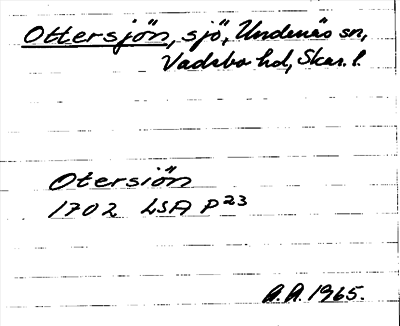 Ottersjön, sjö, Undenäs sn,
Vadsbo hd, Skar. l.
Otersiön
1702 LSA P23
A.A. 1965.